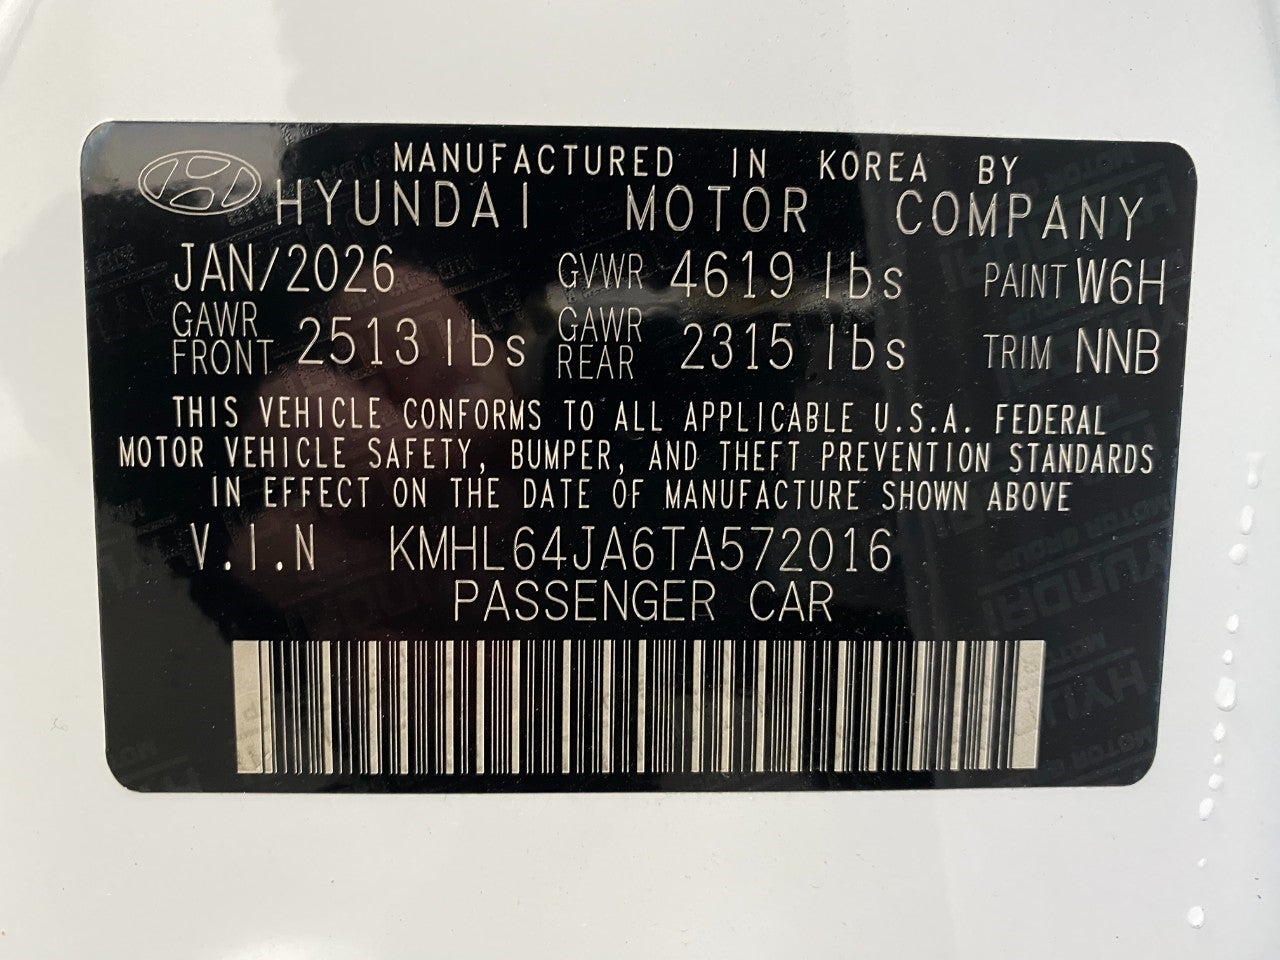 MANUFACTURED IN KOREA BY
HYUNDAI MOTOR COMPANY
JAN/2026 GVWR 4619 lbs PAINT W6H
GAWR FRONT 2513 lbs GAWR REAR 2315 lbs TRIM NNB
THIS VEHICLE CONFORMS TO ALL APPLICABLE U.S.A. FEDERAL
MOTOR VEHICLE SAFETY, BUMPER, AND THEFT PREVENTION STANDARDS
IN EFFECT ON THE DATE OF MANUFACTURE SHOWN ABOVE
V.I.N KMHL64JA6TA572016
PASSENGER CAR